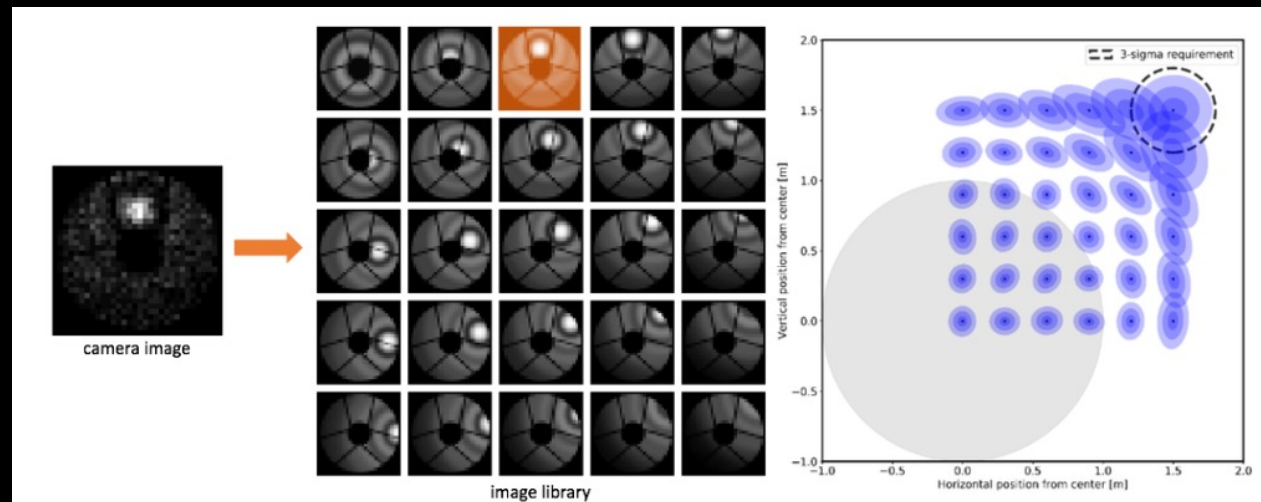 camera image
image library
3-sigma requirement
2.0
1.5
1.0
0.5
0.0
−0.5
−1.0
Vertical position from center [m]
−1.0 −0.5 0.0 0.5 1.0 1.5 2.0
Horizontal position from center [m]